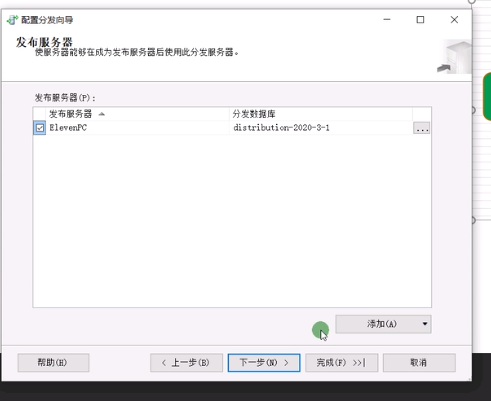 配置分发向导
发布服务器
使服务器能够在成为发布服务器后使用此分发服务器。
发布服务器(P):
发布服务器 分发数据库
ElevenPC distribution-2020-3-1 ...
添加(A)
帮助(H) < 上一步(B) 下一步(N) > 完成(F) >>| 取消